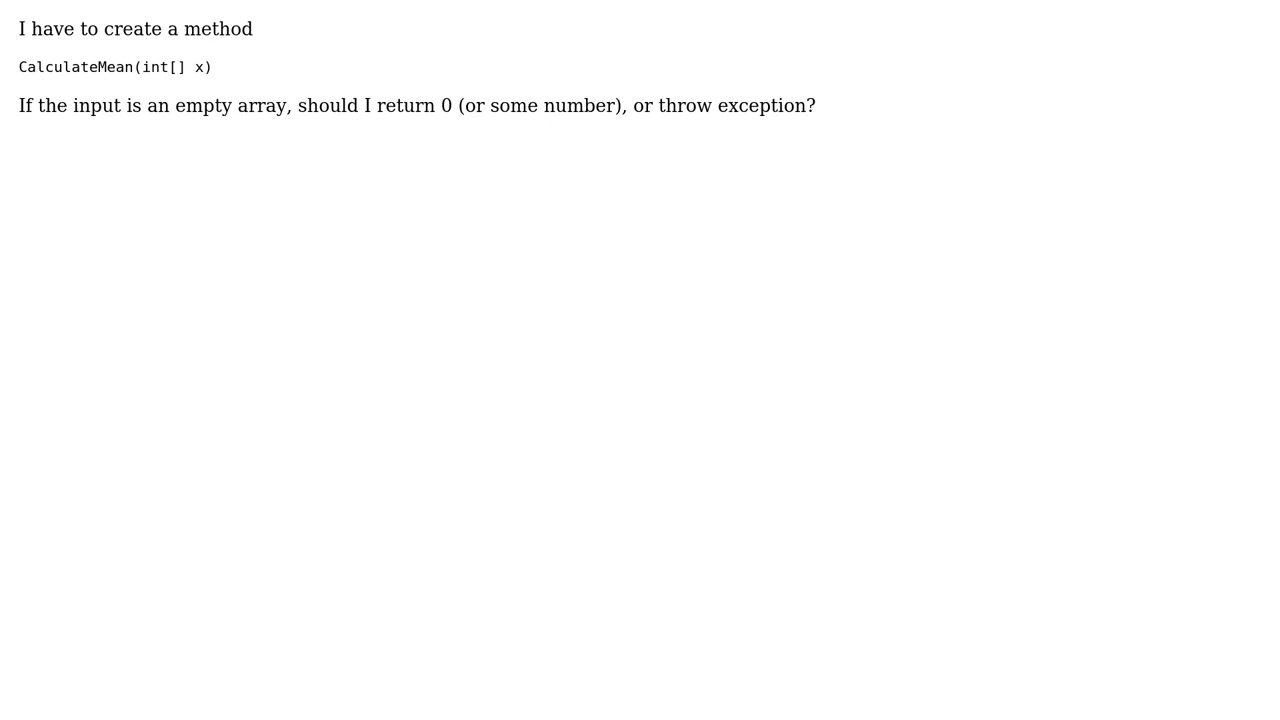 I have to create a method
CalculateMean(int[] x)
If the input is an empty array, should I return 0 (or some number), or throw exception?